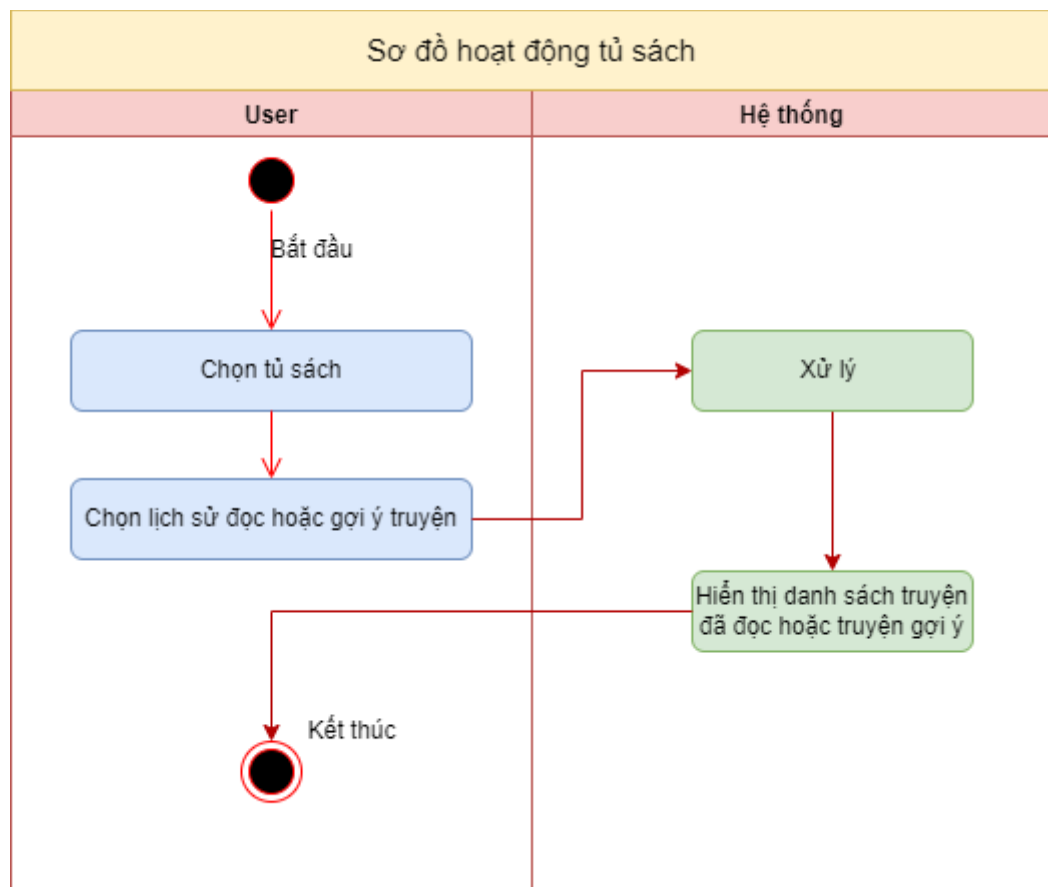 Sơ đồ hoạt động tủ sách
User
Hệ thống
Bắt đầu
Chọn tủ sách
Xử lý
Chọn lịch sử đọc hoặc gợi ý truyện
Hiển thị danh sách truyện
đã đọc hoặc truyện gợi ý
Kết thúc